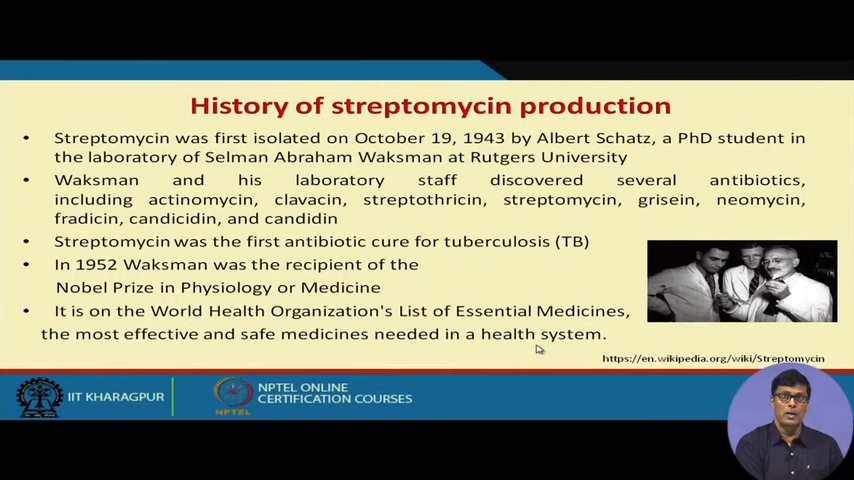 History of streptomycin production
• Streptomycin was first isolated on October 19, 1943 by Albert Schatz, a PhD student in
the laboratory of Selman Abraham Waksman at Rutgers University
• Waksman and his laboratory staff discovered several antibiotics,
including actinomycin, clavacin, streptothricin, streptomycin, grisein, neomycin,
fradicin, candicidin, and candidin
• Streptomycin was the first antibiotic cure for tuberculosis (TB)
• In 1952 Waksman was the recipient of the
Nobel Prize in Physiology or Medicine
• It is on the World Health Organization's List of Essential Medicines,
the most effective and safe medicines needed in a health system.
https://en.wikipedia.org/wiki/Streptomycin
IIT KHARAGPUR
NPTEL
NPTEL ONLINE
CERTIFICATION COURSES